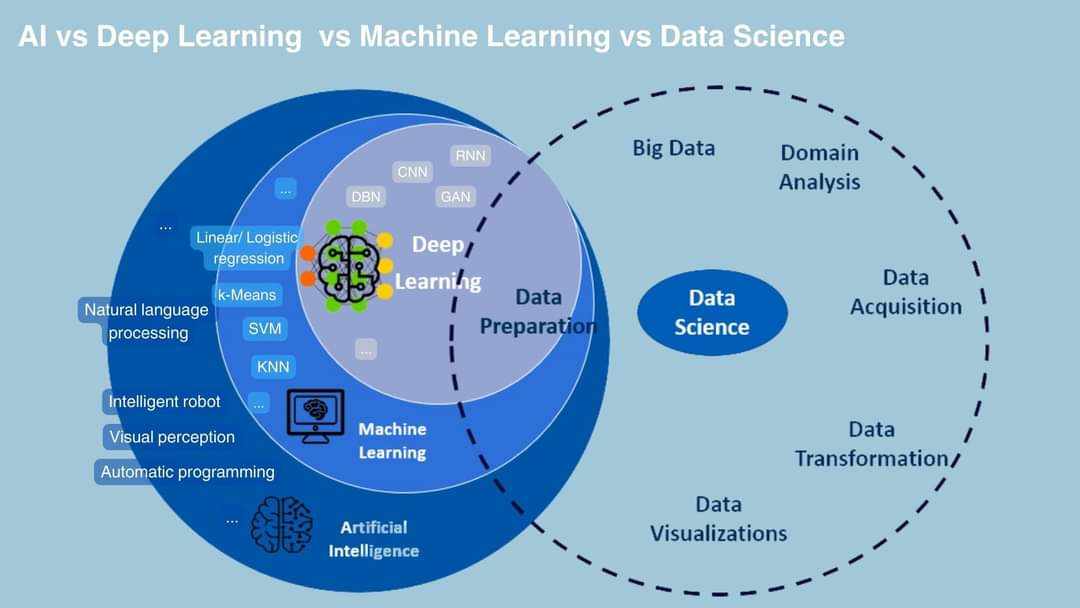 AI vs Deep Learning  vs Machine Learning vs Data Science
RNN
CNN
DBN
GAN
...
Deep
Learning
...
...
Linear/ Logistic
regression
k-Means
SVM
KNN
...
Machine
Learning
...
Natural language
processing
Intelligent robot
Visual perception
Automatic programming
...
Artificial
Intelligence
Data
Preparation
Big Data
Domain
Analysis
Data
Science
Data
Acquisition
Data
Transformation
Data
Visualizations